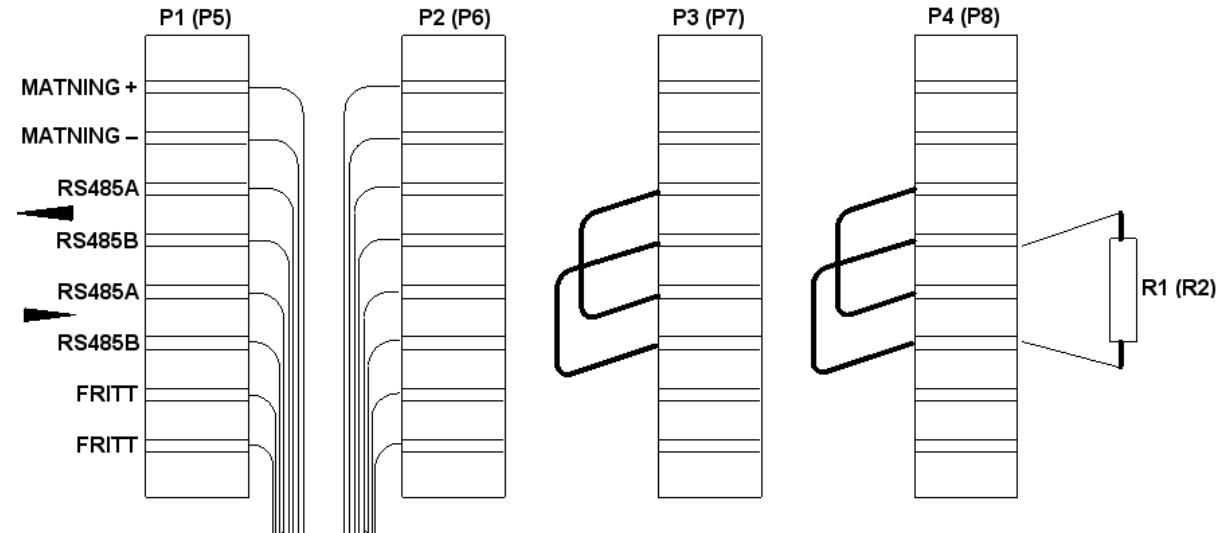 P1 (P5)
P2 (P6)
P3 (P7)
P4 (P8)
MATNING +
MATNING –
RS485A
RS485B
RS485A
RS485B
FRITT
FRITT
R1 (R2)